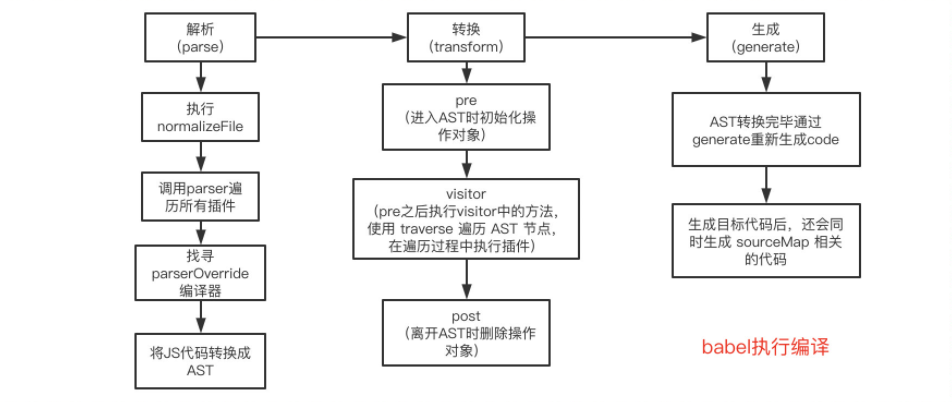 解析
（parse）
转换
（transform）
生成
（generate）
执行
normalizeFile
调用parser遍
历所有插件
找寻
parserOverride
编译器
将JS代码转换成
AST
pre
（进入AST时初始化操
作对象）
visitor
（pre之后执行visitor中的方法，
使用 traverse 遍历 AST 节点，
在遍历过程中执行插件）
post
（离开AST时删除操作
对象）
AST转换完毕通过
generate重新生成code
生成目标代码后，还会同
时生成 sourceMap 相关
的代码
babel执行编译